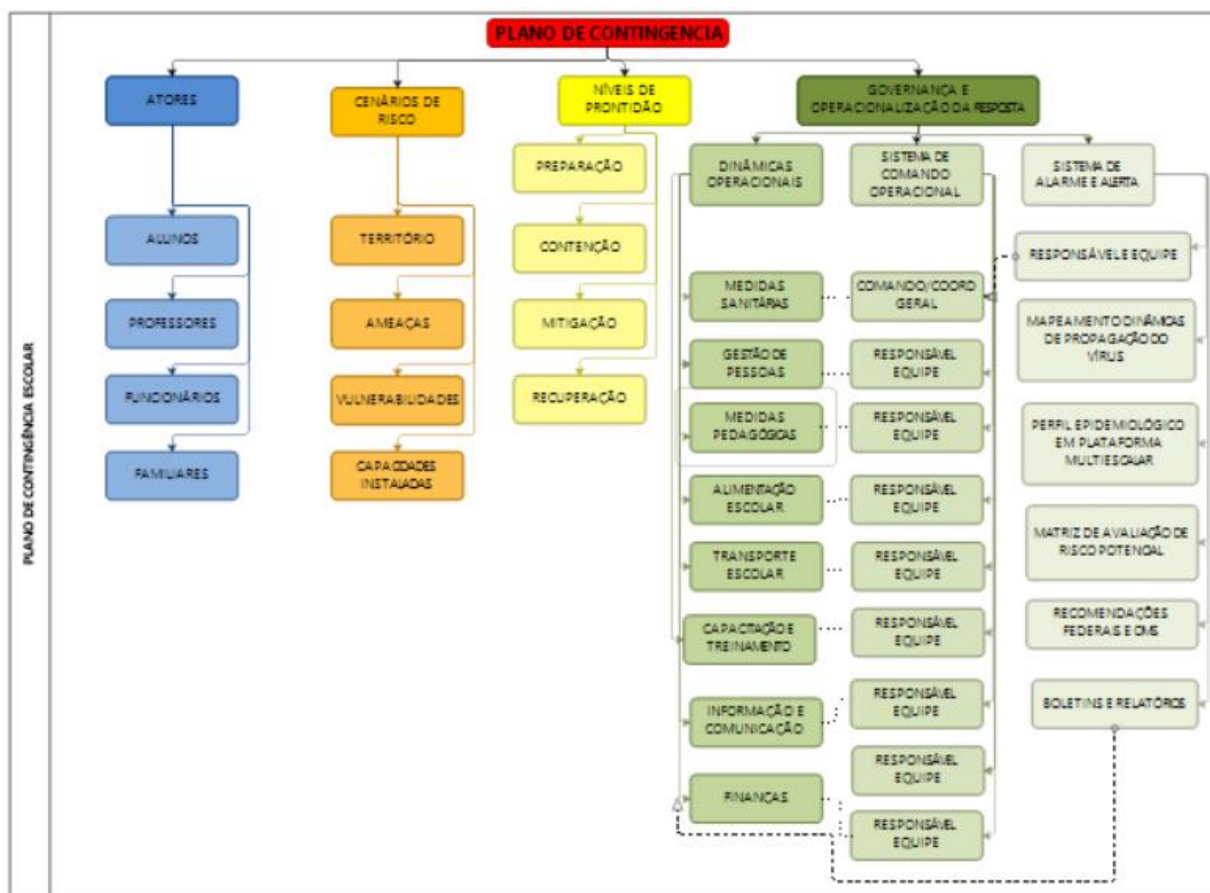 PLANO DE CONTINGÊNCIA ESCOLAR
PLANO DE CONTINGENCIA
ATORES
ALUNOS
PROFESSORES
FUNCIONÁRIOS
FAMILIARES
CENÁRIOS DE
RISCO
TERRITÓRIO
AMEAÇAS
VULNERABILIDADES
CAPACIDADES
INSTALADAS
NÍVEIS DE
PRONTIDÃO
PREPARAÇÃO
CONTENÇÃO
MITIGAÇÃO
RECUPERAÇÃO
GOVERNANÇA E
OPERACIONALIZAÇÃO DA RESPOSTA
DINÂMICAS
OPERACIONAIS
MEDIDAS
SANITÁRIAS
GESTÃO DE
PESSOAS
MEDIDAS
PEDAGÓGICAS
ALIMENTAÇÃO
ESCOLAR
TRANSPORTE
ESCOLAR
CAPACITAÇÃO E
TREINAMENTO
INFORMAÇÃO E
COMUNICAÇÃO
FINANÇAS
SISTEMA DE
COMANDO
OPERACIONAL
COMANDO/COORD
GERAL
RESPONSÁVEL
EQUIPE
RESPONSÁVEL
EQUIPE
RESPONSÁVEL
EQUIPE
RESPONSÁVEL
EQUIPE
RESPONSÁVEL
EQUIPE
RESPONSÁVEL
EQUIPE
RESPONSÁVEL
EQUIPE
RESPONSÁVEL
EQUIPE
SISTEMA DE
ALARME E ALERTA
RESPONSÁVEL E EQUIPE
MAPEAMENTO DINÂMICAS
DE PROPAGAÇÃO DO
VÍRUS
PERFIL EPIDEMIOLÓGICO
EM PLATAFORMA
MULTIESCALAR
MATRIZ DE AVALIAÇÃO DE
RISCO POTENCIAL
RECOMENDAÇÕES
FEDERAIS E OMS
BOLETINS E RELATÓRIOS